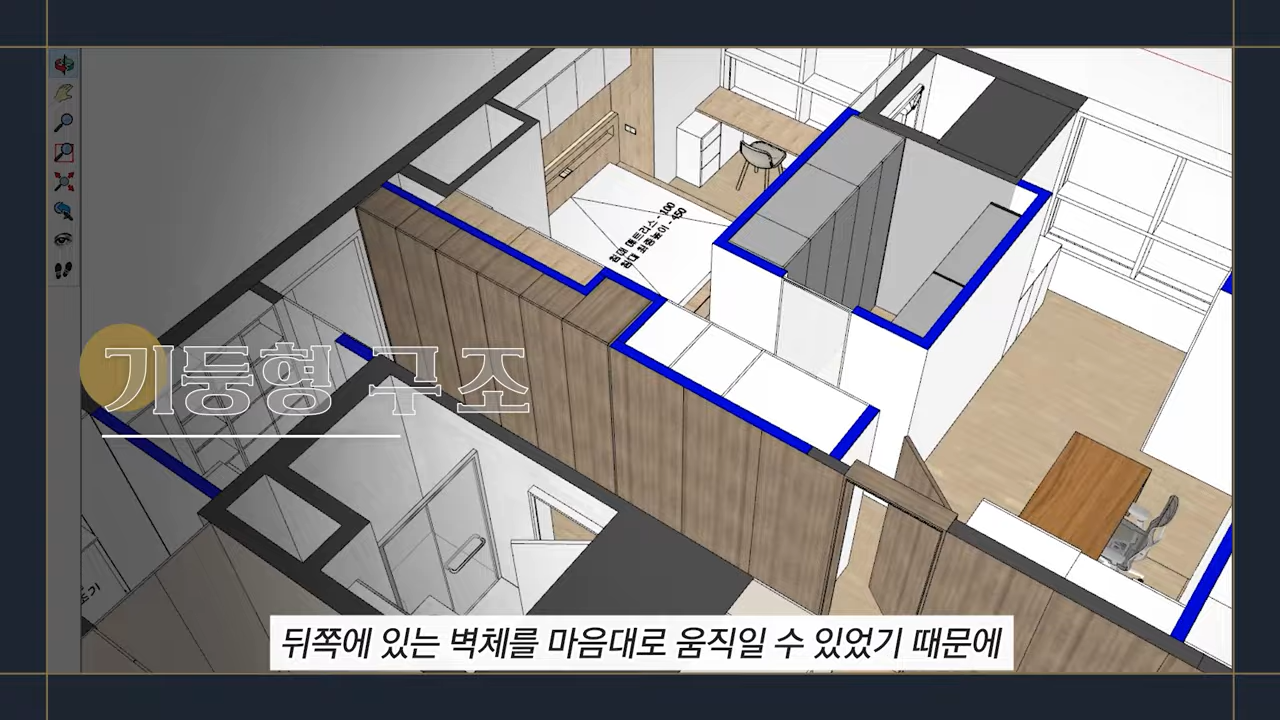 침대 매트리스 - 100
침대 최종높이 - 450
기둥형 구조
뒤쪽에 있는 벽체를 마음대로 움직일 수 있었기 때문에